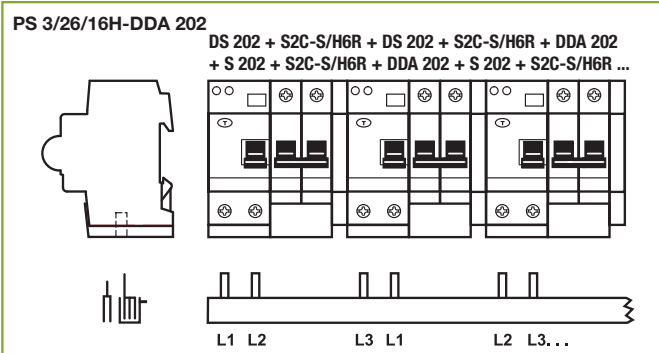 PS 3/26/16H-DDA 202
DS 202 + S2C-S/H6R + DS 202 + S2C-S/H6R + DDA 202
+ S 202 + S2C-S/H6R + DDA 202 + S 202 + S2C-S/H6R ...
T T T
L1 L2 L3 L1 L2 L3...